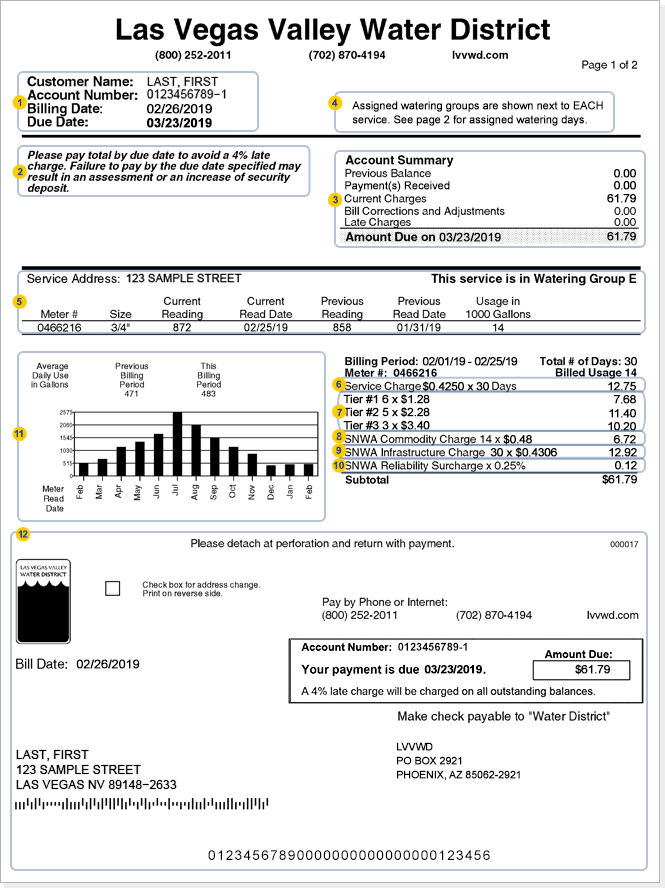 Las Vegas Valley Water District
(800) 252-2011 (702) 870-4194 lvvwd.com
Page 1 of 2
1
Customer Name: LAST, FIRST
Account Number: 0123456789-1
Billing Date: 02/26/2019
Due Date: 03/23/2019
4
Assigned watering groups are shown next to EACH
service. See page 2 for assigned watering days.
2
Please pay total by due date to avoid a 4% late
charge. Failure to pay by the due date specified may
result in an assessment or an increase of security
deposit.
3
Account Summary
Previous Balance 0.00
Payment(s) Received 0.00
Current Charges 61.79
Bill Corrections and Adjustments 0.00
Late Charges 0.00
Amount Due on 03/23/2019 61.79
5
Service Address: 123 SAMPLE STREET This service is in Watering Group E
Current Current Previous Previous Usage in
Meter # Size Reading Read Date Reading Read Date 1000 Gallons
0466216 3/4" 872 02/25/19 858 01/31/19 14
11
Average Previous This
Daily Use Billing Billing
in Gallons Period Period
471 483
2575
2060
1545
1030
515
0
Meter
Read
Date
Feb Mar Apr May Jun Jul Aug Sep Oct Nov Dec Jan Feb
Billing Period: 02/01/19 - 02/25/19 Total # of Days: 30
Meter #: 0466216 Billed Usage 14
6 Service Charge $0.4250 x 30 Days 12.75
Tier #1 6 x $1.28 7.68
7 Tier #2 5 x $2.28 11.40
Tier #3 3 x $3.40 10.20
8 SNWA Commodity Charge 14 x $0.48 6.72
9 SNWA Infrastructure Charge 30 x $0.4306 12.92
10 SNWA Reliability Surcharge x 0.25% 0.12
Subtotal $61.79
12
Please detach at perforation and return with payment. 000017
LAS VEGAS VALLEY
WATER DISTRICT
Check box for address change.
Print on reverse side.
Pay by Phone or Internet:
(800) 252-2011 (702) 870-4194 lvvwd.com
Bill Date: 02/26/2019
Account Number: 0123456789-1
Amount Due:
Your payment is due 03/23/2019. $61.79
A 4% late charge will be charged on all outstanding balances.
Make check payable to "Water District"
LAST, FIRST
123 SAMPLE STREET
LAS VEGAS NV 89148-2633
LVVWD
PO BOX 2921
PHOENIX, AZ 85062-2921
0123456789000000000000000000123456